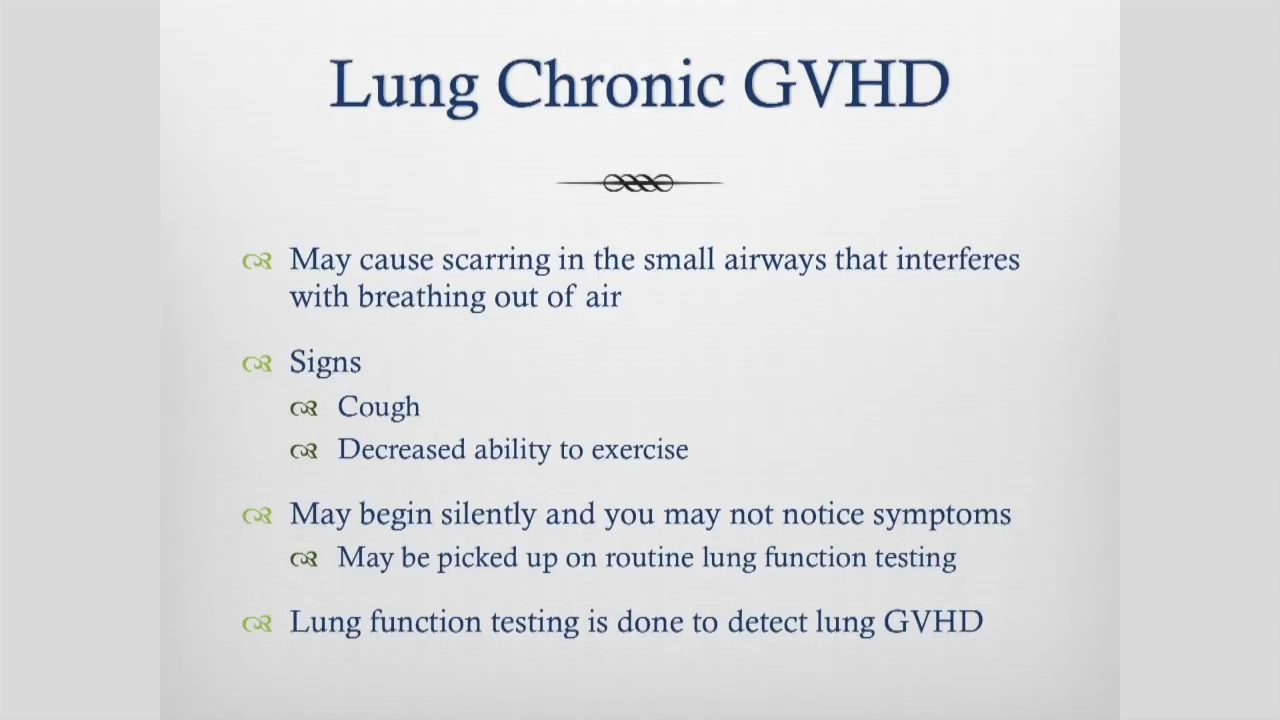 Lung Chronic GVHD
May cause scarring in the small airways that interferes
with breathing out of air
Signs
Cough
Decreased ability to exercise
May begin silently and you may not notice symptoms
May be picked up on routine lung function testing
Lung function testing is done to detect lung GVHD